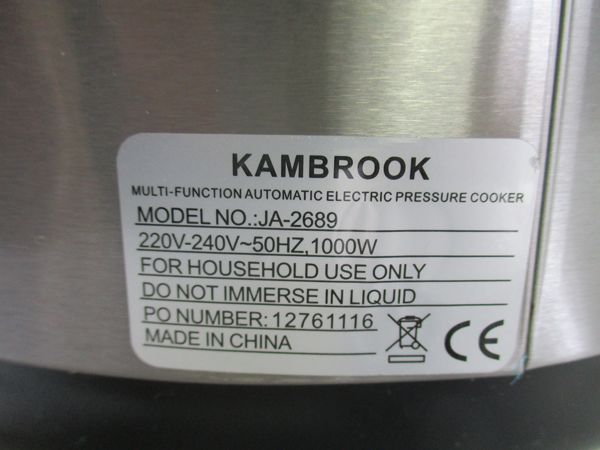 KAMBROOK
MULTI-FUNCTION AUTOMATIC ELECTRIC PRESSURE COOKER
MODEL NO.:JA-2689
220V-240V~50HZ,1000W
FOR HOUSEHOLD USE ONLY
DO NOT IMMERSE IN LIQUID
PO NUMBER:12761116
MADE IN CHINA
CE